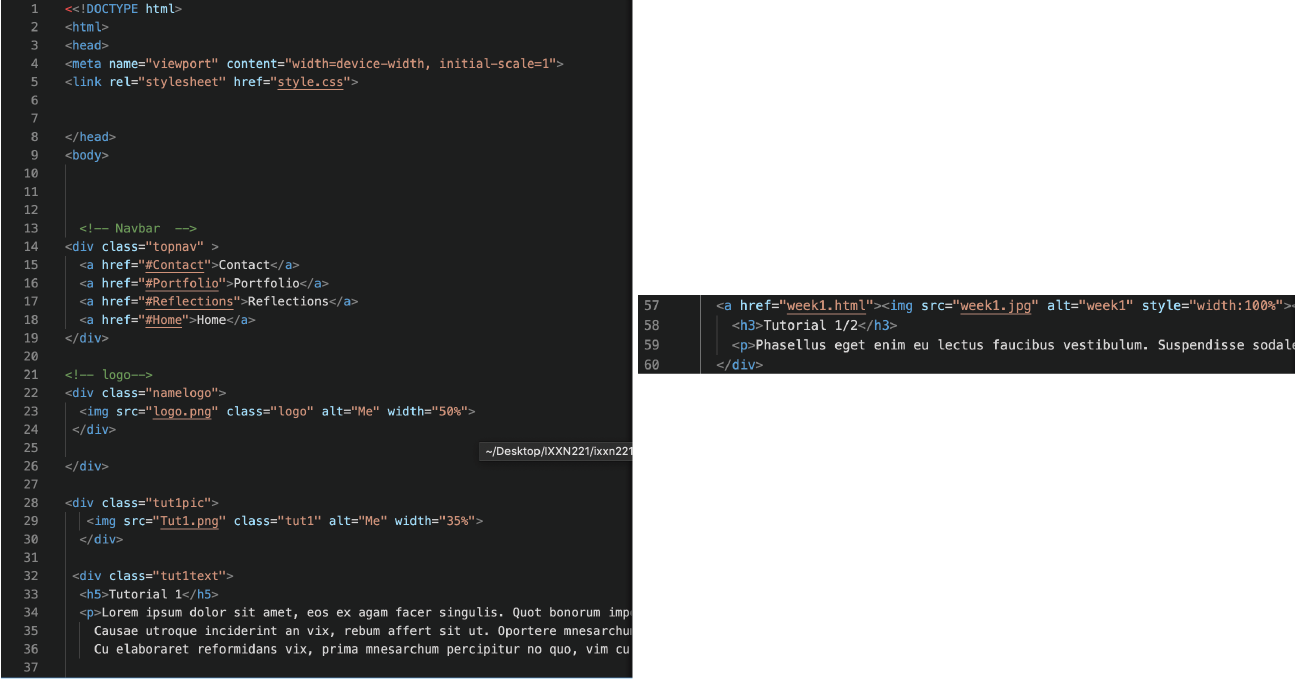 1 <<!DOCTYPE html>
2 <html>
3 <head>
4 <meta name="viewport" content="width=device-width, initial-scale=1">
5 <link rel="stylesheet" href="style.css">
6
7
8 </head>
9 <body>
10
11
12
13 <!-- Navbar  -->
14 <div class="topnav" >
15 <a href="#Contact">Contact</a>
16 <a href="#Portfolio">Portfolio</a>
17 <a href="#Reflections">Reflections</a>
18 <a href="#Home">Home</a>
19 </div>
20
21 <!-- logo-->
22 <div class="namelogo">
23 <img src="logo.png" class="logo" alt="Me" width="50%">
24 </div>
25
~/Desktop/IXXN221/ixxn221
26 </div>
27
28 <div class="tut1pic">
29 <img src="Tut1.png" class="tut1" alt="Me" width="35%">
30 </div>
31
32 <div class="tut1text">
33 <h5>Tutorial 1</h5>
34 <p>Lorem ipsum dolor sit amet, eos ex agam facer singulis. Quot bonorum imp
35 Causae utroque inciderint an vix, rebum affert sit ut. Oportere mnesarchu
36 Cu elaboraret reformidans vix, prima mnesarchum percipitur no quo, vim cu
37
57 <a href="week1.html"><img src="week1.jpg" alt="week1" style="width:100%"><
58 <h3>Tutorial 1/2</h3>
59 <p>Phasellus eget enim eu lectus faucibus vestibulum. Suspendisse sodale
60 </div>